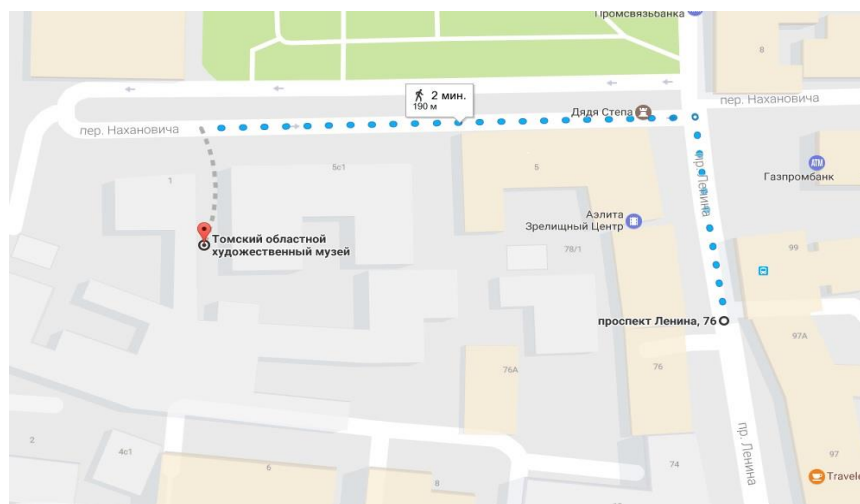 Промсвязьбанка
8
2 мин.
190 м
пер. Нахановича
Дядя Степа
пер. Нахановича
пр. Ленина
ATM
Газпромбанк
5с1
5
1
Аэлита
Зрелищный Центр
Томский областной
художественный музей
78/1
99
проспект Ленина, 76
97А
76А
76
пр. Ленина
2
4с1
6
8
74
97
Travele